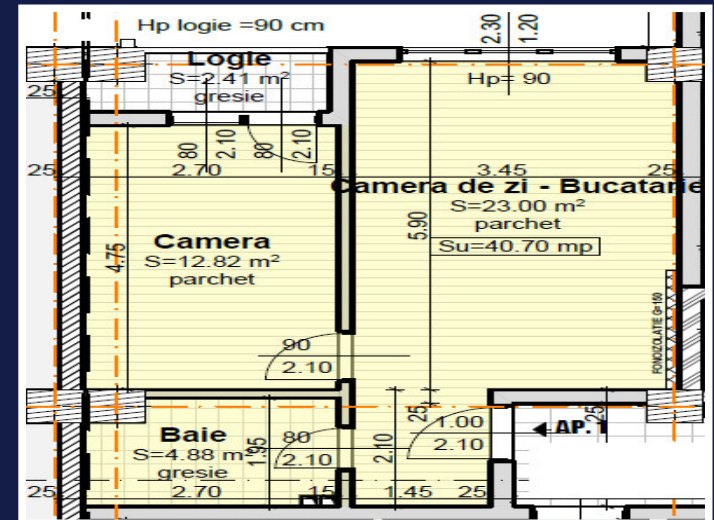 Hp logie =90 cm
2.30
1.20
Logie
S=2.41 m²
gresie
Hp= 90
25
80
2.10
80
2.10
25
2.70
15
3.45
25
Camera de zi - Bucatarie
S=23.00 m²
parchet
Su=40.70 mp
5.90
4.75
Camera
S=12.82 m²
parchet
FONOIZOLATIE G=150
90
2.10
25
1.00
2.10
AP. 1
25
Baie
S=4.88 m²
gresie
1.95
80
2.10
2.10
25
2.70
15
1.45
25